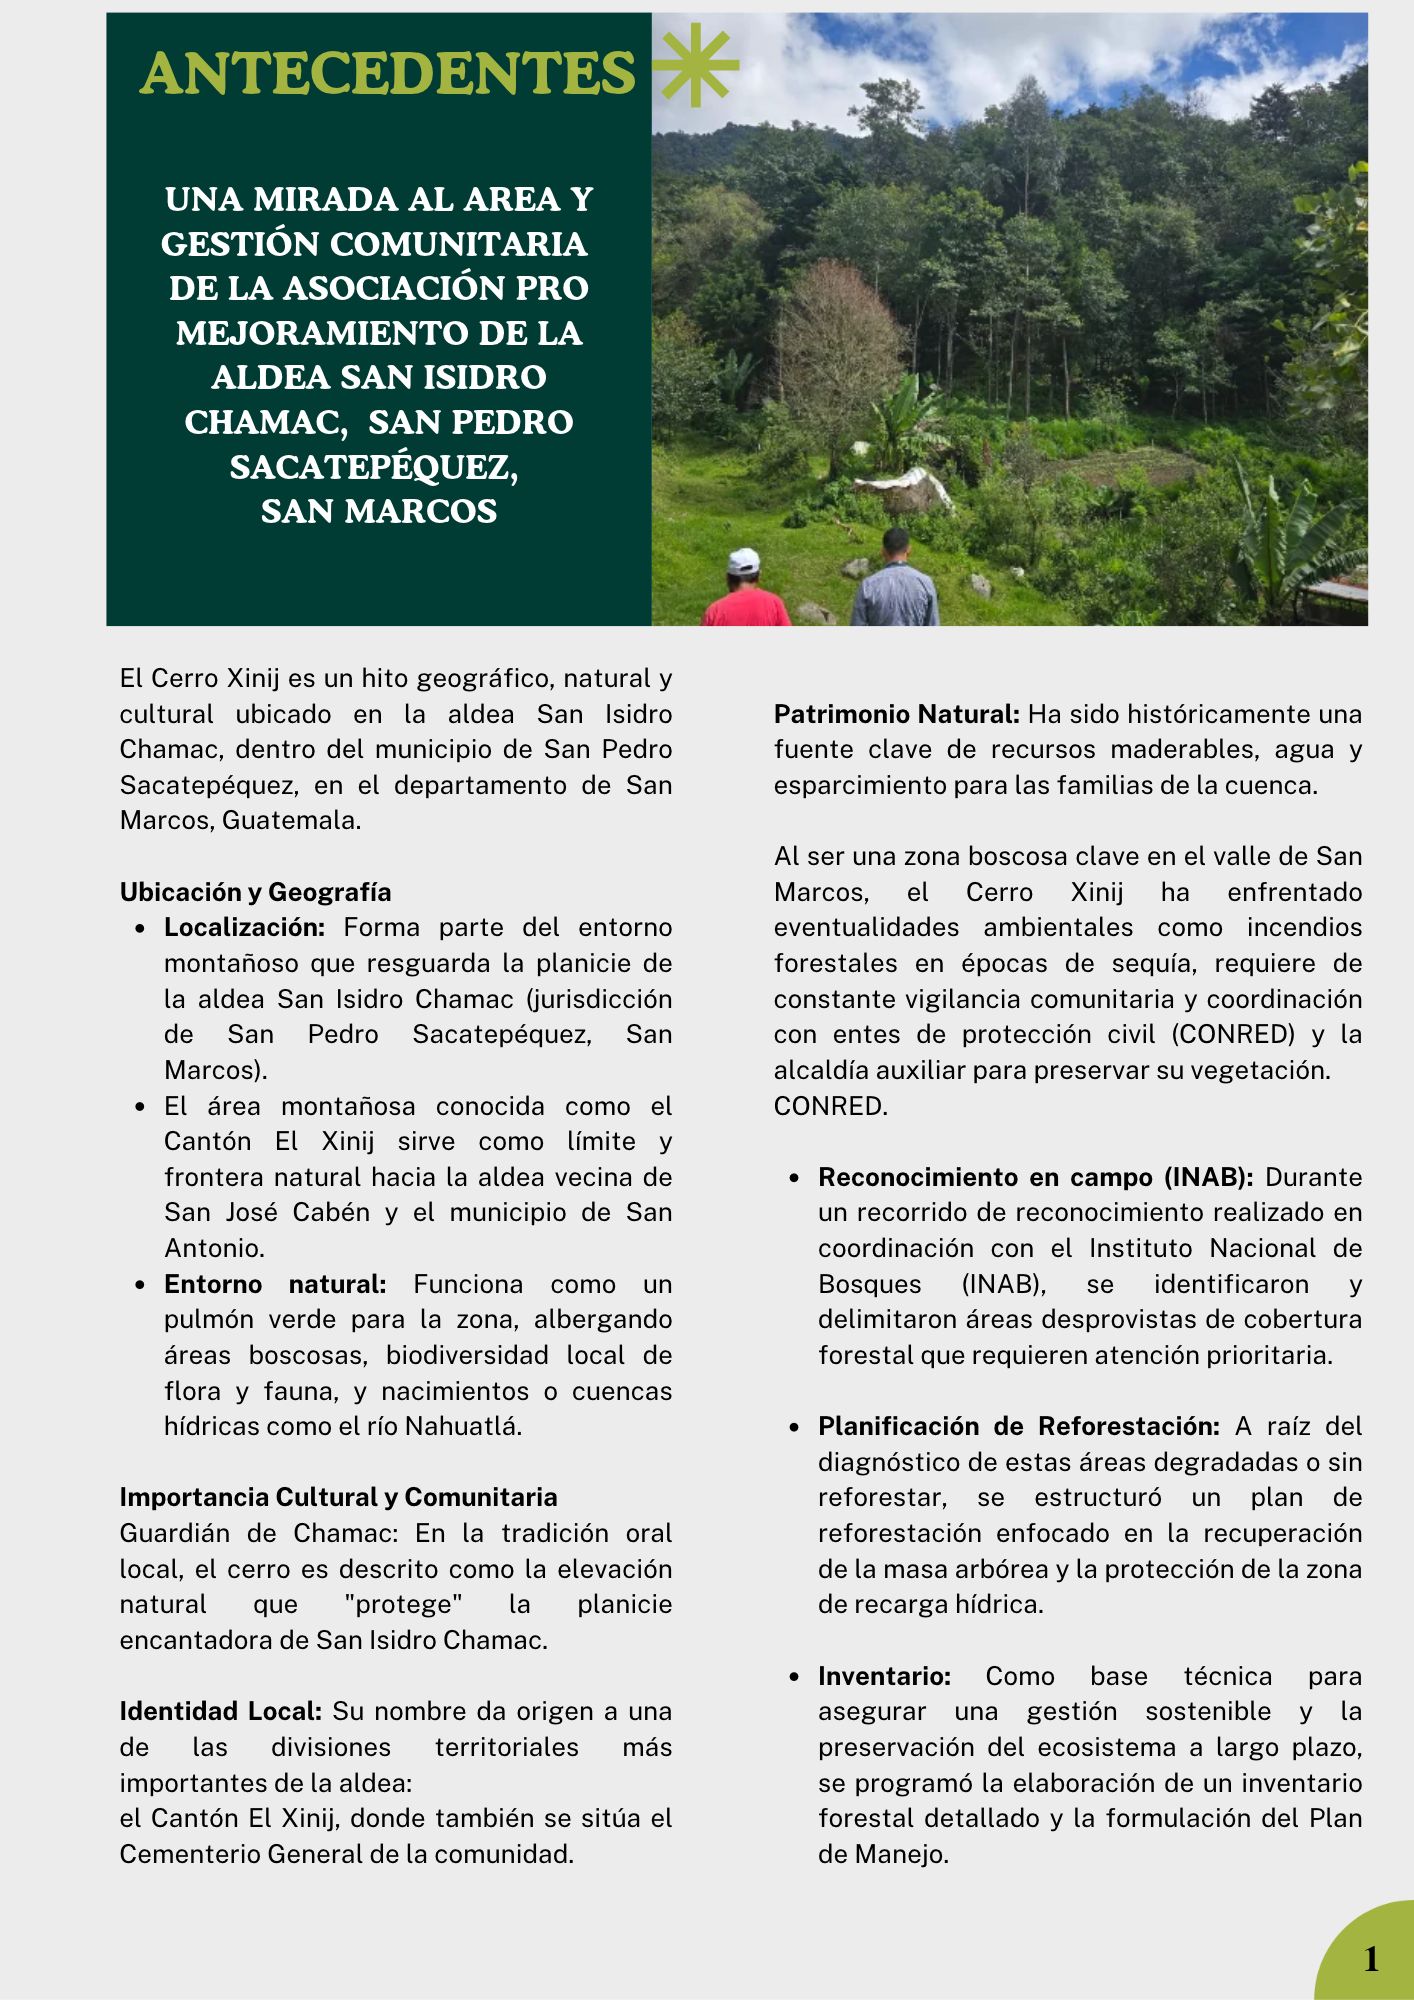 ANTECEDENTES
UNA MIRADA AL AREA Y
GESTIÓN COMUNITARIA
DE LA ASOCIACIÓN PRO
MEJORAMIENTO DE LA
ALDEA SAN ISIDRO
CHAMAC, SAN PEDRO
SACATEPÉQUEZ,
SAN MARCOS
El Cerro Xinij es un hito geográfico, natural y
cultural ubicado en la aldea San Isidro
Chamac, dentro del municipio de San Pedro
Sacatepéquez, en el departamento de San
Marcos, Guatemala.
Ubicación y Geografía
• Localización: Forma parte del entorno
montañoso que resguarda la planicie de
la aldea San Isidro Chamac (jurisdicción
de San Pedro Sacatepéquez, San
Marcos).
• El área montañosa conocida como el
Cantón El Xinij sirve como límite y
frontera natural hacia la aldea vecina de
San José Cabén y el municipio de San
Antonio.
• Entorno natural: Funciona como un
pulmón verde para la zona, albergando
áreas boscosas, biodiversidad local de
flora y fauna, y nacimientos o cuencas
hídricas como el río Nahuatlá.
Importancia Cultural y Comunitaria
Guardián de Chamac: En la tradición oral
local, el cerro es descrito como la elevación
natural que "protege" la planicie
encantadora de San Isidro Chamac.
Identidad Local: Su nombre da origen a una
de las divisiones territoriales más
importantes de la aldea:
el Cantón El Xinij, donde también se sitúa el
Cementerio General de la comunidad.
Patrimonio Natural: Ha sido históricamente una
fuente clave de recursos maderables, agua y
esparcimiento para las familias de la cuenca.
Al ser una zona boscosa clave en el valle de San
Marcos, el Cerro Xinij ha enfrentado
eventualidades ambientales como incendios
forestales en épocas de sequía, requiere de
constante vigilancia comunitaria y coordinación
con entes de protección civil (CONRED) y la
alcaldía auxiliar para preservar su vegetación.
CONRED.
• Reconocimiento en campo (INAB): Durante
un recorrido de reconocimiento realizado en
coordinación con el Instituto Nacional de
Bosques (INAB), se identificaron y
delimitaron áreas desprovistas de cobertura
forestal que requieren atención prioritaria.
• Planificación de Reforestación: A raíz del
diagnóstico de estas áreas degradadas o sin
reforestar, se estructuró un plan de
reforestación enfocado en la recuperación
de la masa arbórea y la protección de la zona
de recarga hídrica.
• Inventario: Como base técnica para
asegurar una gestión sostenible y la
preservación del ecosistema a largo plazo,
se programó la elaboración de un inventario
forestal detallado y la formulación del Plan
de Manejo.
1